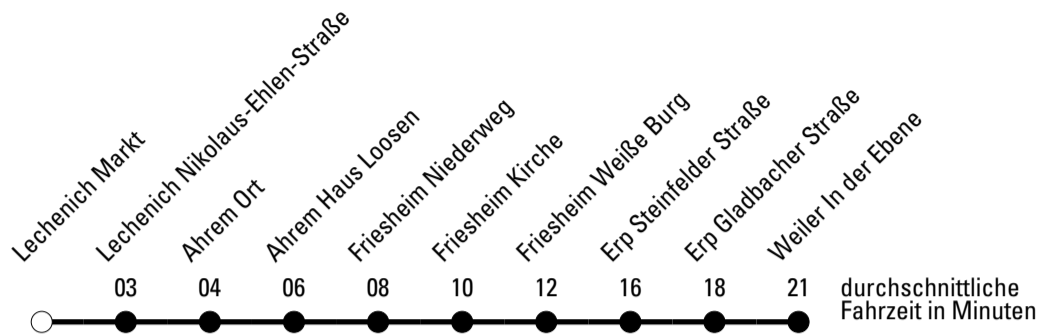 Lechenich Markt
Lechenich Nikolaus-Ehlen-Straße
Ahrem Ort
Ahrem Haus Loosen
Friesheim Niederweg
Friesheim Kirche
Friesheim Weiße Burg
Erp Steinfelder Straße
Erp Gladbacher Straße
Weiler In der Ebene
03 04 06 08 10 12 16 18 21 durchschnittliche
Fahrzeit in Minuten